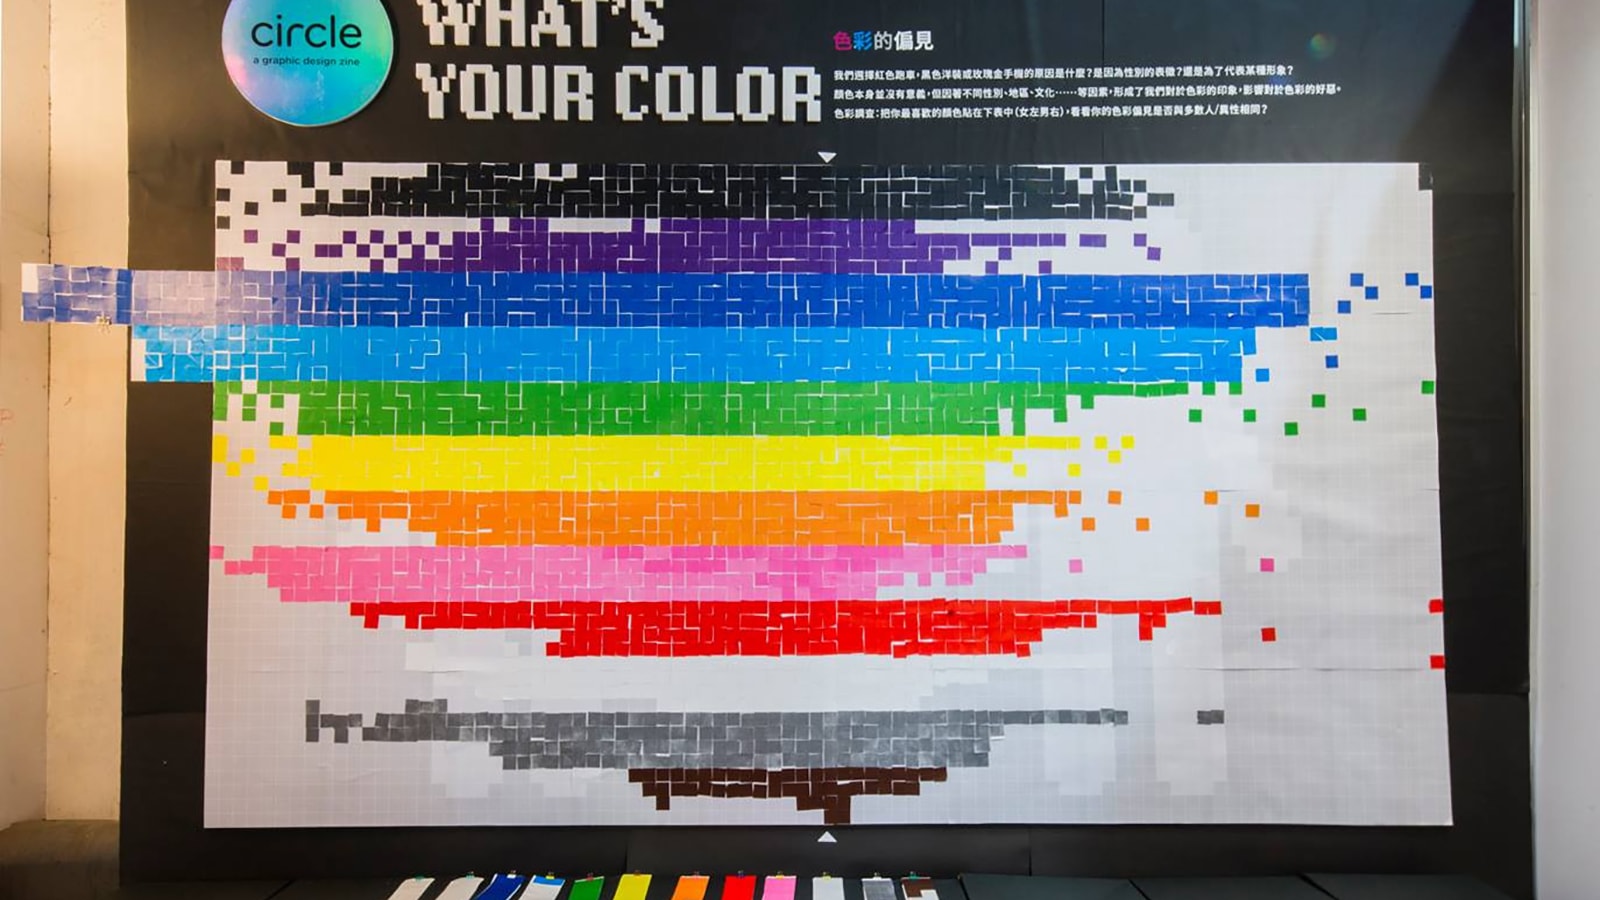 circle
a graphic design zine
WHAT'S
YOUR COLOR
色彩的偏見
我們選擇紅色跑車,黑色洋裝或玫瑰金手機的原因是什麼?是因為性別的表徵?還是為了代表某種形象?
顏色本身並沒有意義,但因著不同性別、地區、文化……等因素,形成了我們對於色彩的印象,影響對於色彩的好惡。
色彩調查:把你最喜歡的顏色貼在下表中(女左男右),看看你的色彩偏見是否與多數人/異性相同?